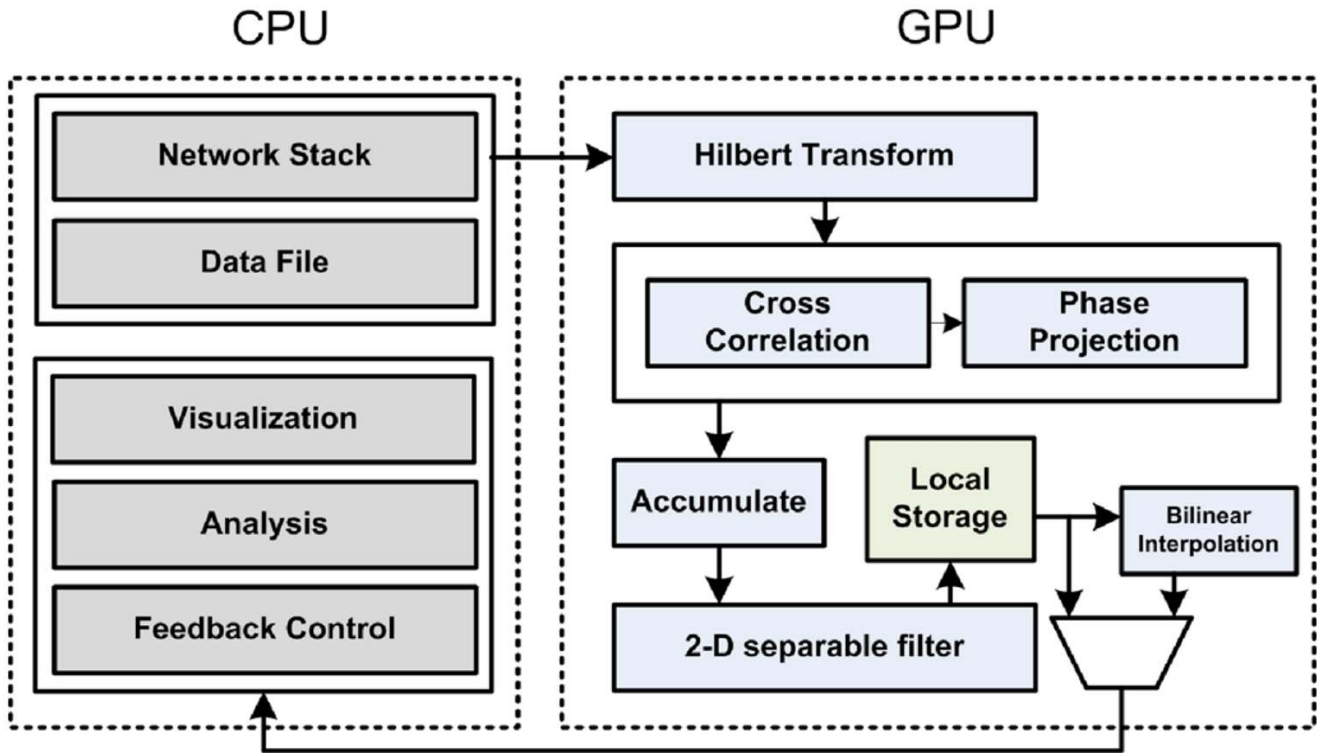 CPU
GPU
Network Stack
Data File
Visualization
Analysis
Feedback Control
Hilbert Transform
Cross
Correlation
Phase
Projection
Accumulate
Local
Storage
Bilinear
Interpolation
2-D separable filter